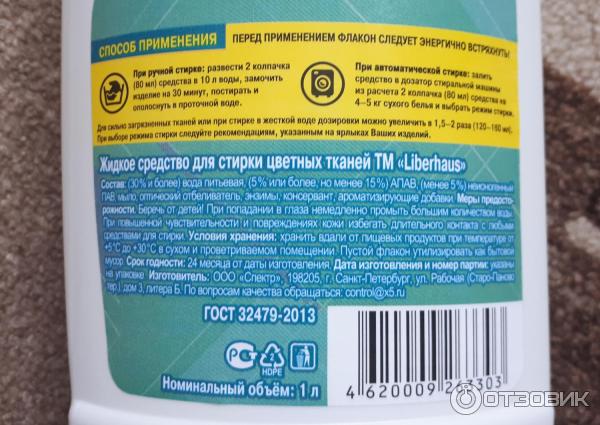 СПОСОБ ПРИМЕНЕНИЯ
ПЕРЕД ПРИМЕНЕНИЕМ ФЛАКОН СЛЕДУЕТ ЭНЕРГИЧНО ВСТРЯХНУТЬ!
При ручной стирке: развести 2 колпачка
(80 мл) средства в 10 л воды, замочить
изделие на 30 минут, постирать и
ополоснуть в проточной воде.
При автоматической стирке: залить
средство в дозатор стиральной машины
из расчета 2 колпачка (80 мл) средства на
4–5 кг сухого белья и выбрать режим стирки.
Для сильно загрязненных тканей или при стирке в жесткой воде дозировки можно увеличить в 1,5–2 раза (120–160 мл).
При выборе режима стирки следуйте рекомендациям, указанным на ярлыках Ваших изделий.
Жидкое средство для стирки цветных тканей ТМ «Liberhaus»
Состав: (30% и более) вода питьевая, (5% или более, но менее 15%) АПАВ, (менее 5%) неионогенный
ПАВ, мыло, оптический отбеливатель, энзимы, консервант, ароматизирующие добавки. Меры предосто-
рожности. Беречь от детей! При попадании в глаза немедленно промыть большим количеством воды.
При повышенной чувствительности и повреждениях кожи избегать длительного контакта с любыми
средствами для стирки. Условия хранения: хранить вдали от пищевых продуктов при температуре от
+5°С до +30°С в сухом и проветриваемом помещении. Пустой флакон утилизировать как бытовой
мусор. Срок годности: 24 месяца от даты изготовления. Дата изготовления и номер партии: указаны
на упаковке. Изготовитель: ООО «Спектр», 198205, г. Санкт-Петербург, ул. Рабочая (Старо-Паново
тер.), дом 3, литера Б. По вопросам качества обращаться: control@x5.ru
ГОСТ 32479-2013
РСТ
2
HDPE
Номинальный объём: 1 л
4 620009 263303
ОТЗОВИК